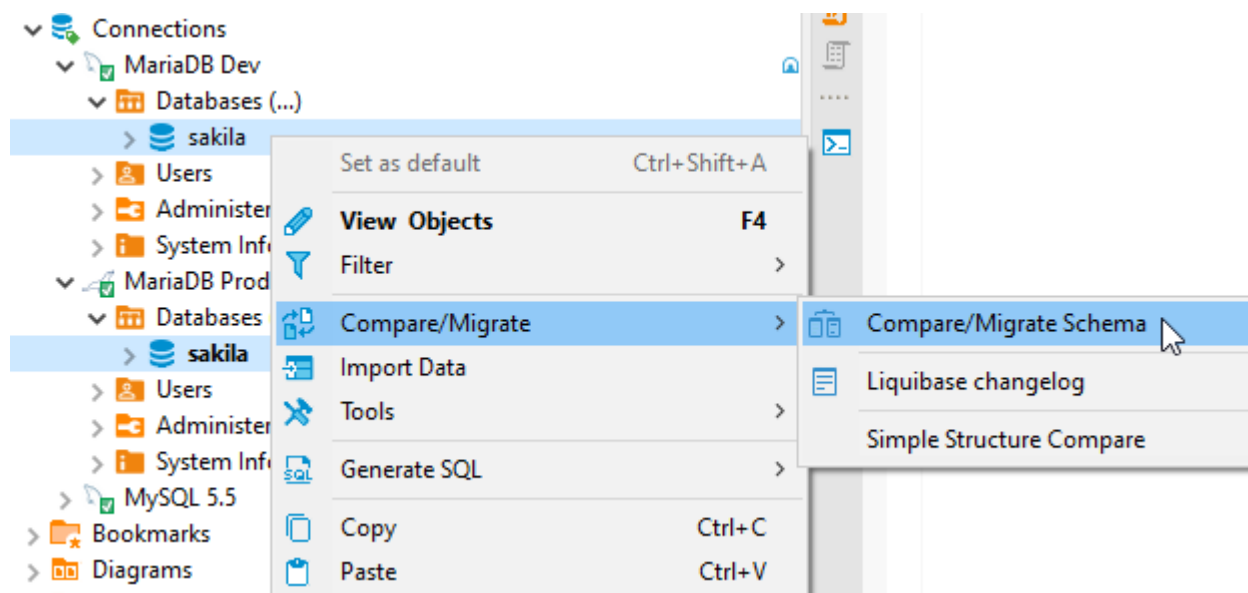 Connections
MariaDB Dev
Databases (...)
sakila
Users
Administer
System Info
MariaDB Prod
Databases
sakila
Users
Administer
System Info
MySQL 5.5
Bookmarks
Diagrams
Set as default Ctrl+Shift+A
View Objects F4
Filter
Compare/Migrate
Import Data
Tools
SQL Generate SQL
Copy Ctrl+C
Paste Ctrl+V
Compare/Migrate Schema
Liquibase changelog
Simple Structure Compare